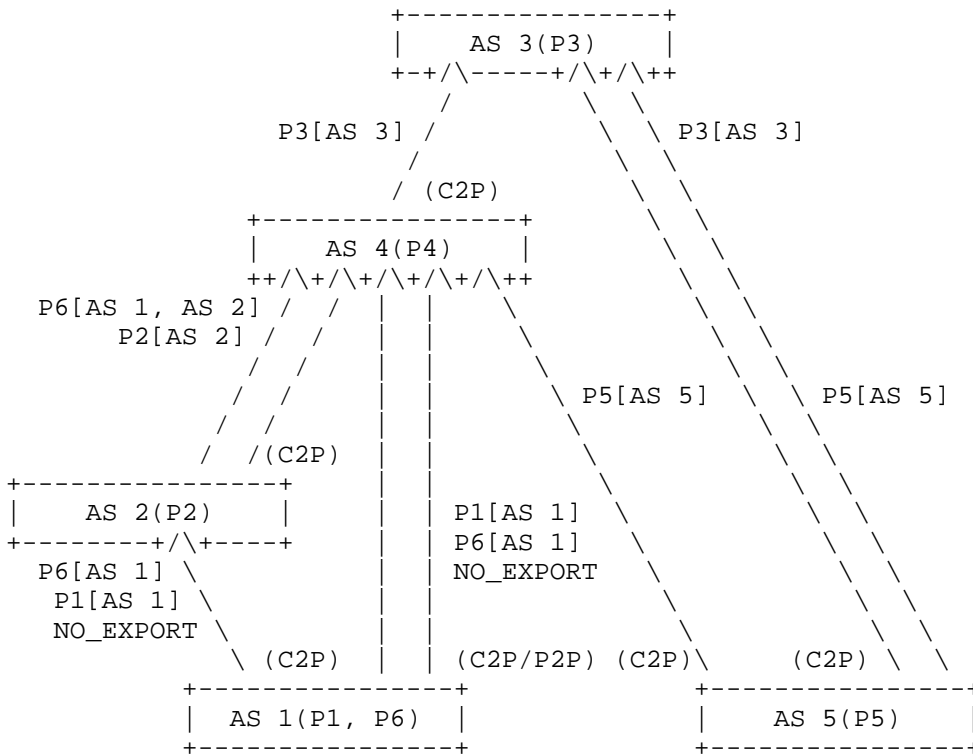 AS 3(P3)
P3[AS 3] P3[AS 3]
(C2P)
AS 4(P4)
P6[AS 1, AS 2]
P2[AS 2]
P5[AS 5] P5[AS 5]
(C2P)
AS 2(P2) P1[AS 1]
P6[AS 1]
P6[AS 1] NO_EXPORT
P1[AS 1]
NO_EXPORT
(C2P) (C2P/P2P) (C2P) (C2P)
AS 1(P1, P6) AS 5(P5)